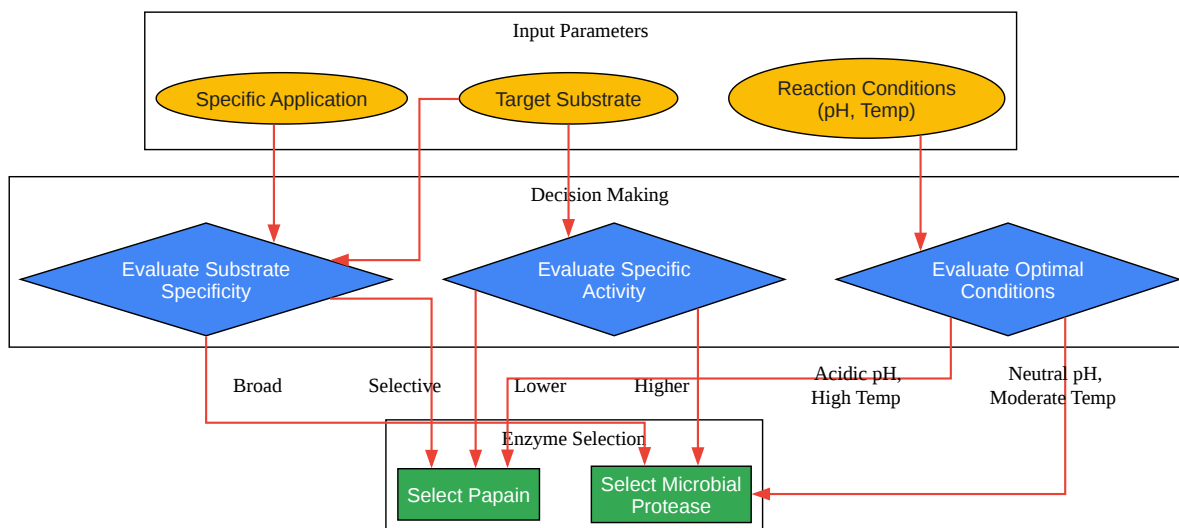 Input Parameters
Specific Application
Target Substrate
Reaction Conditions
(pH, Temp)
Decision Making
Evaluate Substrate
Specificity
Evaluate Specific
Activity
Evaluate Optimal
Conditions
Broad
Selective
Lower
Higher
Acidic pH,
High Temp
Neutral pH,
Moderate Temp
Enzyme Selection
Select Papain
Select Microbial
Protease